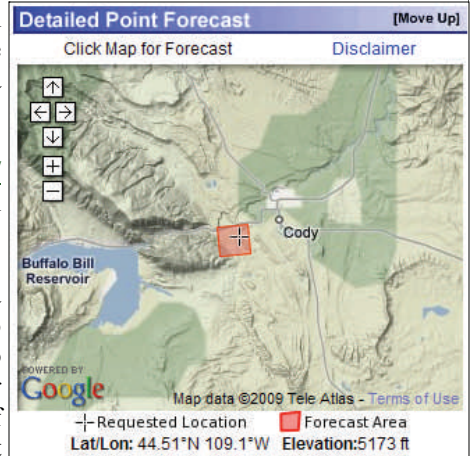 Detailed Point Forecast [Move Up]
Click Map for Forecast Disclaimer
Cody
Buffalo Bill
Reservoir
POWERED BY
Google
Map data ©2009 Tele Atlas - Terms of Use
Requested Location Forecast Area
Lat/Lon: 44.51°N 109.1°W Elevation:5173 ft